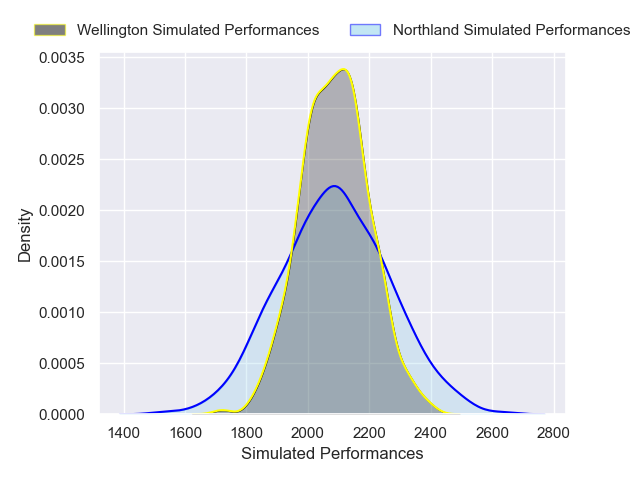 Wellington Simulated Performances Northland Simulated Performances
0.0035
0.0030
0.0025
0.0020
0.0015
0.0010
0.0005
0.0000
Density
1400 1600 1800 2000 2200 2400 2600 2800
Simulated Performances